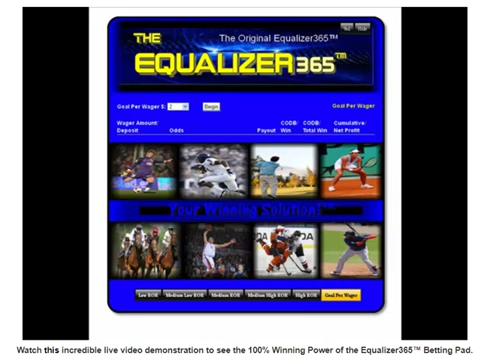 The Original Equalizer365™
THE
EQUALIZER365™
Goal Per Wager $: 2 Begin
Goal Per Wager
Wager Amount/ CODB/ CODB/ Cumulative/
Deposit Odds Payout Win Total Win Net Profit
Your Winning Solution!
Low ROR Medium Low ROR Medium ROR Medium High ROR High ROR Goal Per Wager
Watch this incredible live video demonstration to see the 100% Winning Power of the Equalizer365™ Betting Pad.